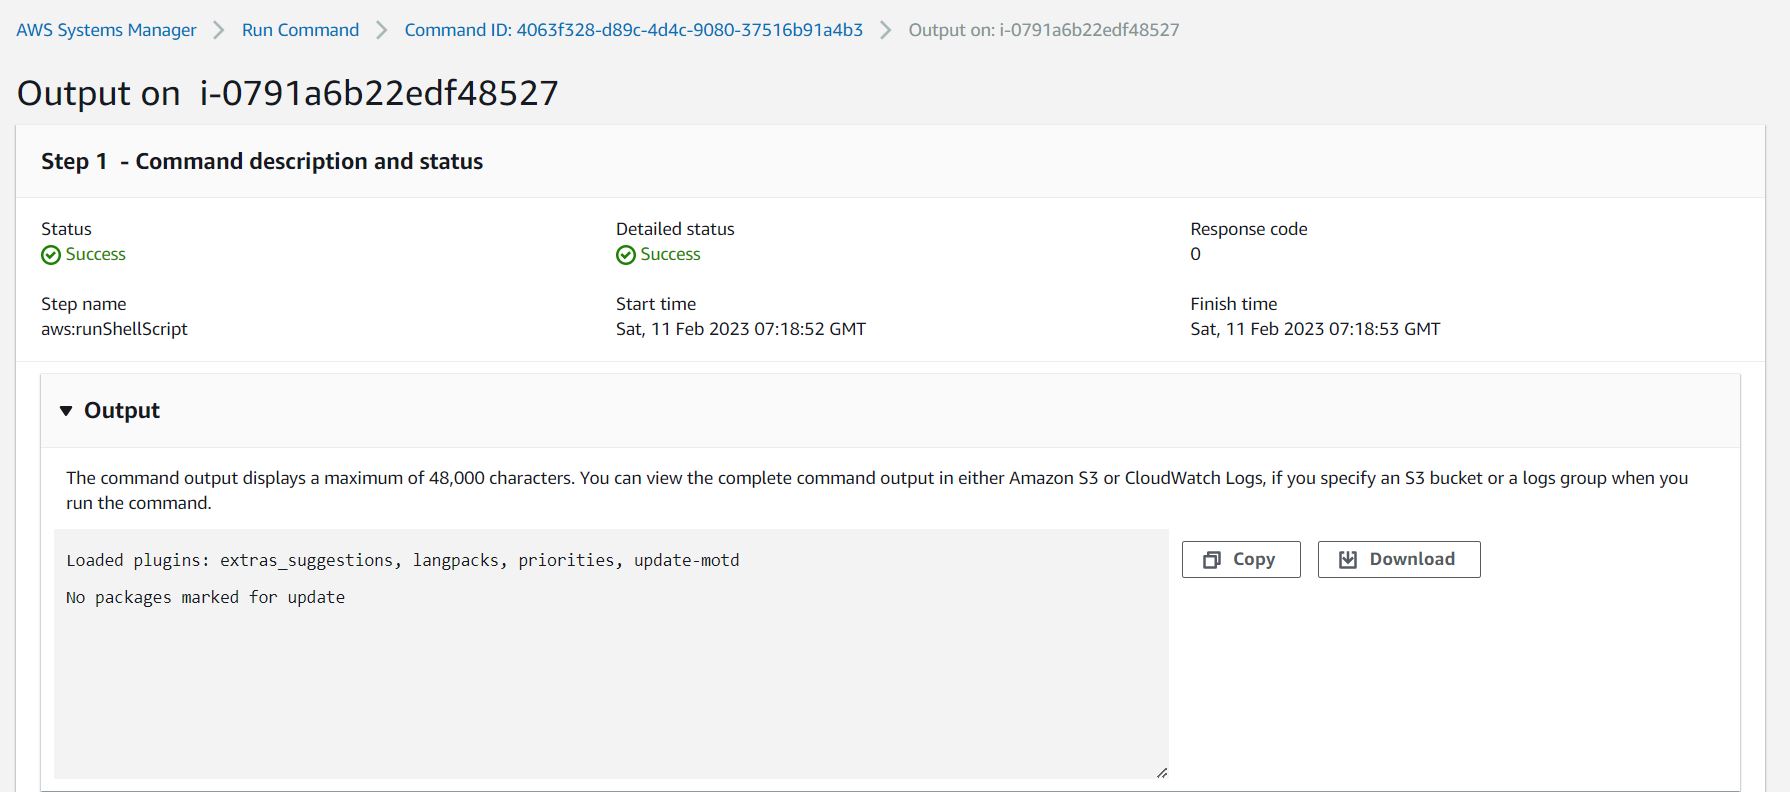 AWS Systems Manager > Run Command > Command ID: 4063f328-d89c-4d4c-9080-37516b91a4b3 > Output on: i-0791a6b22edf48527
Output on i-0791a6b22edf48527
Step 1 - Command description and status
Status Detailed status Response code
Success Success 0
Step name Start time Finish time
aws:runShellScript Sat, 11 Feb 2023 07:18:52 GMT Sat, 11 Feb 2023 07:18:53 GMT
Output
The command output displays a maximum of 48,000 characters. You can view the complete command output in either Amazon S3 or CloudWatch Logs, if you specify an S3 bucket or a logs group when you
run the command.
Loaded plugins: extras_suggestions, langpacks, priorities, update-motd Copy Download
No packages marked for update